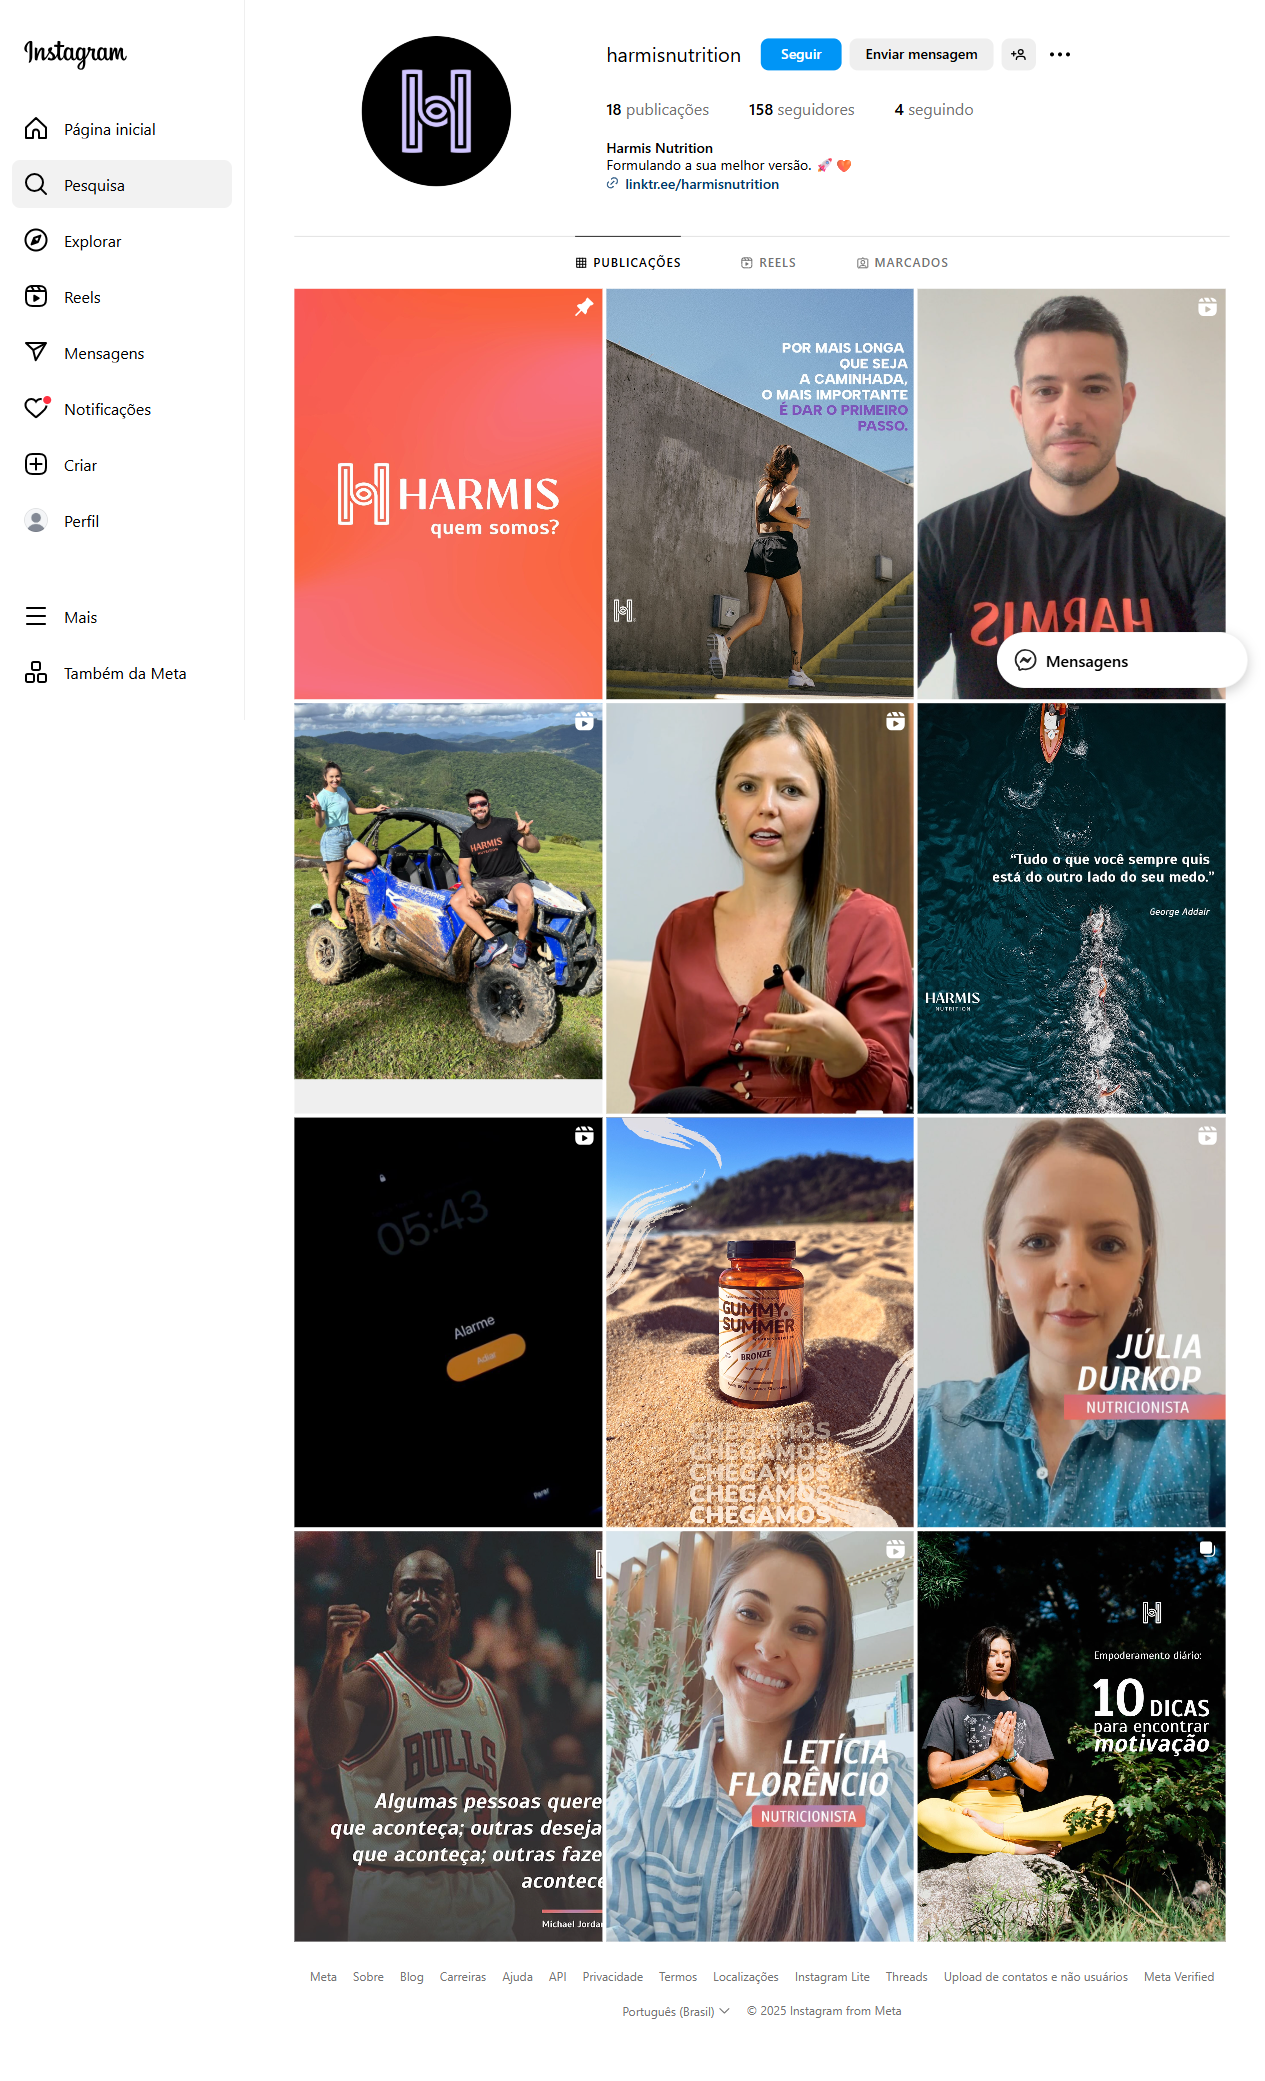 Instagram
Página inicial
Pesquisa
Explorar
Reels
Mensagens
Notificações
Criar
Perfil
Mais
Também da Meta
harmisnutrition
Seguir
Enviar mensagem
18 publicações
158 seguidores
4 seguindo
Harmis Nutrition
Formulando a sua melhor versão. 🚀 ❤️
linktr.ee/harmisnutrition
PUBLICAÇÕES
REELS
MARCADOS
HARMIS
quem somos?
POR MAIS LONGA
QUE SEJA
A CAMINHADA,
O MAIS IMPORTANTE
É DAR O PRIMEIRO
PASSO.
HARMIS
Mensagens
HARMIS
NUTRITION
POLARIS
“Tudo o que você sempre quis
está do outro lado do seu medo.”
George Addair
HARMIS
NUTRITION
05:43
Alarme
Adiar
Parar
GUMMY.
SUMMER
BRONZE
CHEGAMOS
CHEGAMOS
CHEGAMOS
CHEGAMOS
CHEGAMOS
JÚLIA
DURKOP
NUTRICIONISTA
BULLS
Algumas pessoas quere
que aconteça; outras deseja
que aconteça; outras faze
acontece
Michael Jordan
LETÍCIA
FLORÊNCIO
NUTRICIONISTA
Empoderamento diário:
10 DICAS
para encontrar
motivação
Meta
Sobre
Blog
Carreiras
Ajuda
API
Privacidade
Termos
Localizações
Instagram Lite
Threads
Upload de contatos e não usuários
Meta Verified
Português (Brasil)
© 2025 Instagram from Meta